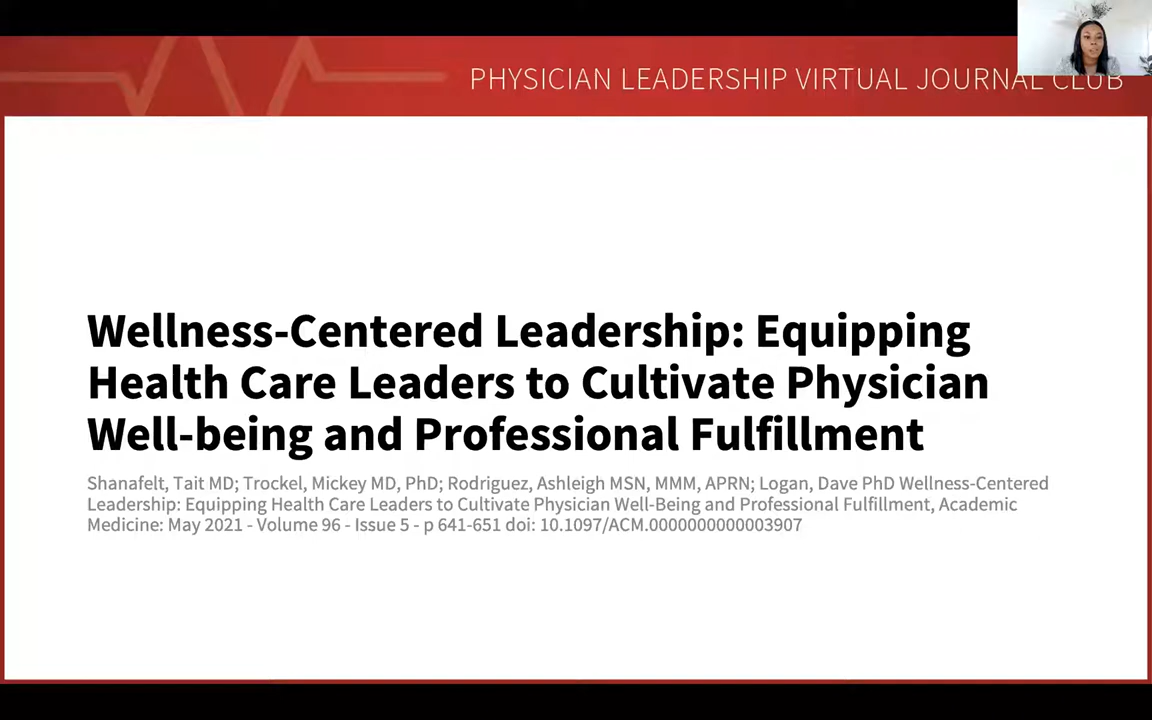 PHYSICIAN LEADERSHIP VIRTUAL JOURNAL CLUB
Wellness-Centered Leadership: Equipping
Health Care Leaders to Cultivate Physician
Well-being and Professional Fulfillment
Shanafelt, Tait MD; Trockel, Mickey MD, PhD; Rodriguez, Ashleigh MSN, MMM, APRN; Logan, Dave PhD Wellness-Centered
Leadership: Equipping Health Care Leaders to Cultivate Physician Well-Being and Professional Fulfillment, Academic
Medicine: May 2021 - Volume 96 - Issue 5 - p 641-651 doi: 10.1097/ACM.0000000000003907